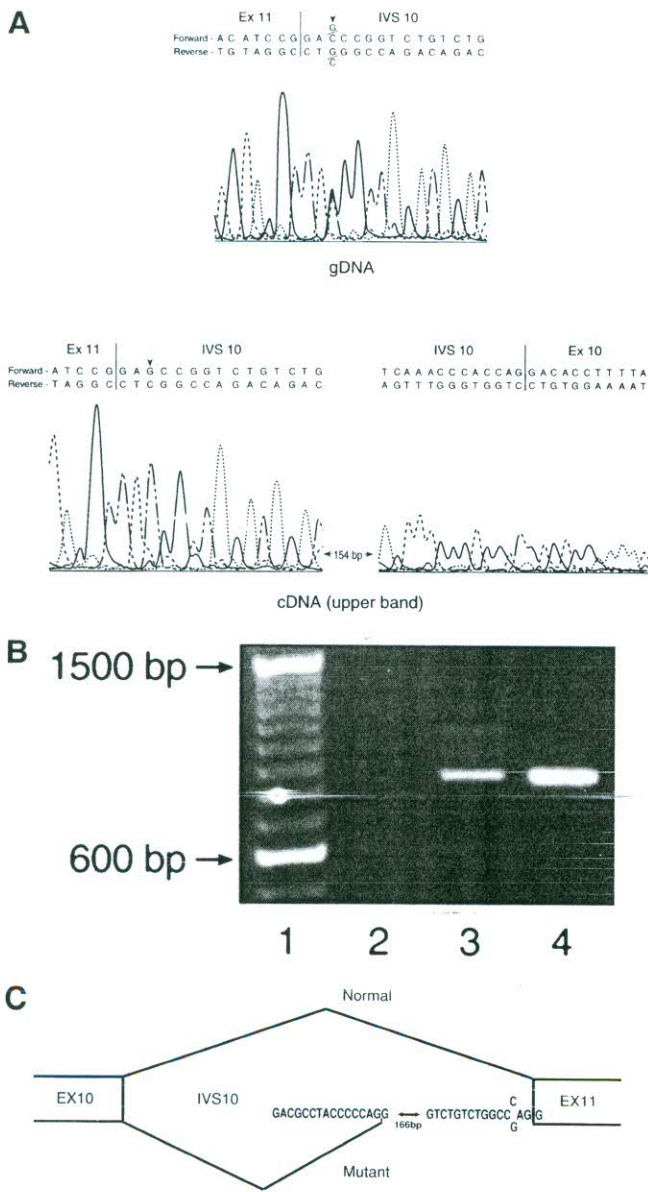 A
Ex 11 IVS 10
G
Forward - A C A T C C G G A C C C G G T C T G T C T G
Reverse - T G T A G G C C T G G G C C A G A C A G A C
C
gDNA
Ex 11 IVS 10
Forward - A T C C G G A G C C G G T C T G T C T G
Reverse - T A G G C C T C G G C C A G A C A G A C
IVS 10 Ex 10
T C A A A C C C A C C A G G A C A C C T T T T A
A G T T T G G G T G G T C C T G T G G A A A A T
154 bp
cDNA (upper band)
B
1500 bp
600 bp
1 2 3 4
C
Normal
EX10
IVS10
GACGCCTACCCCCAGG
166bp
GTCTGTCTGGCC
C
G
AG
G
EX11
Mutant